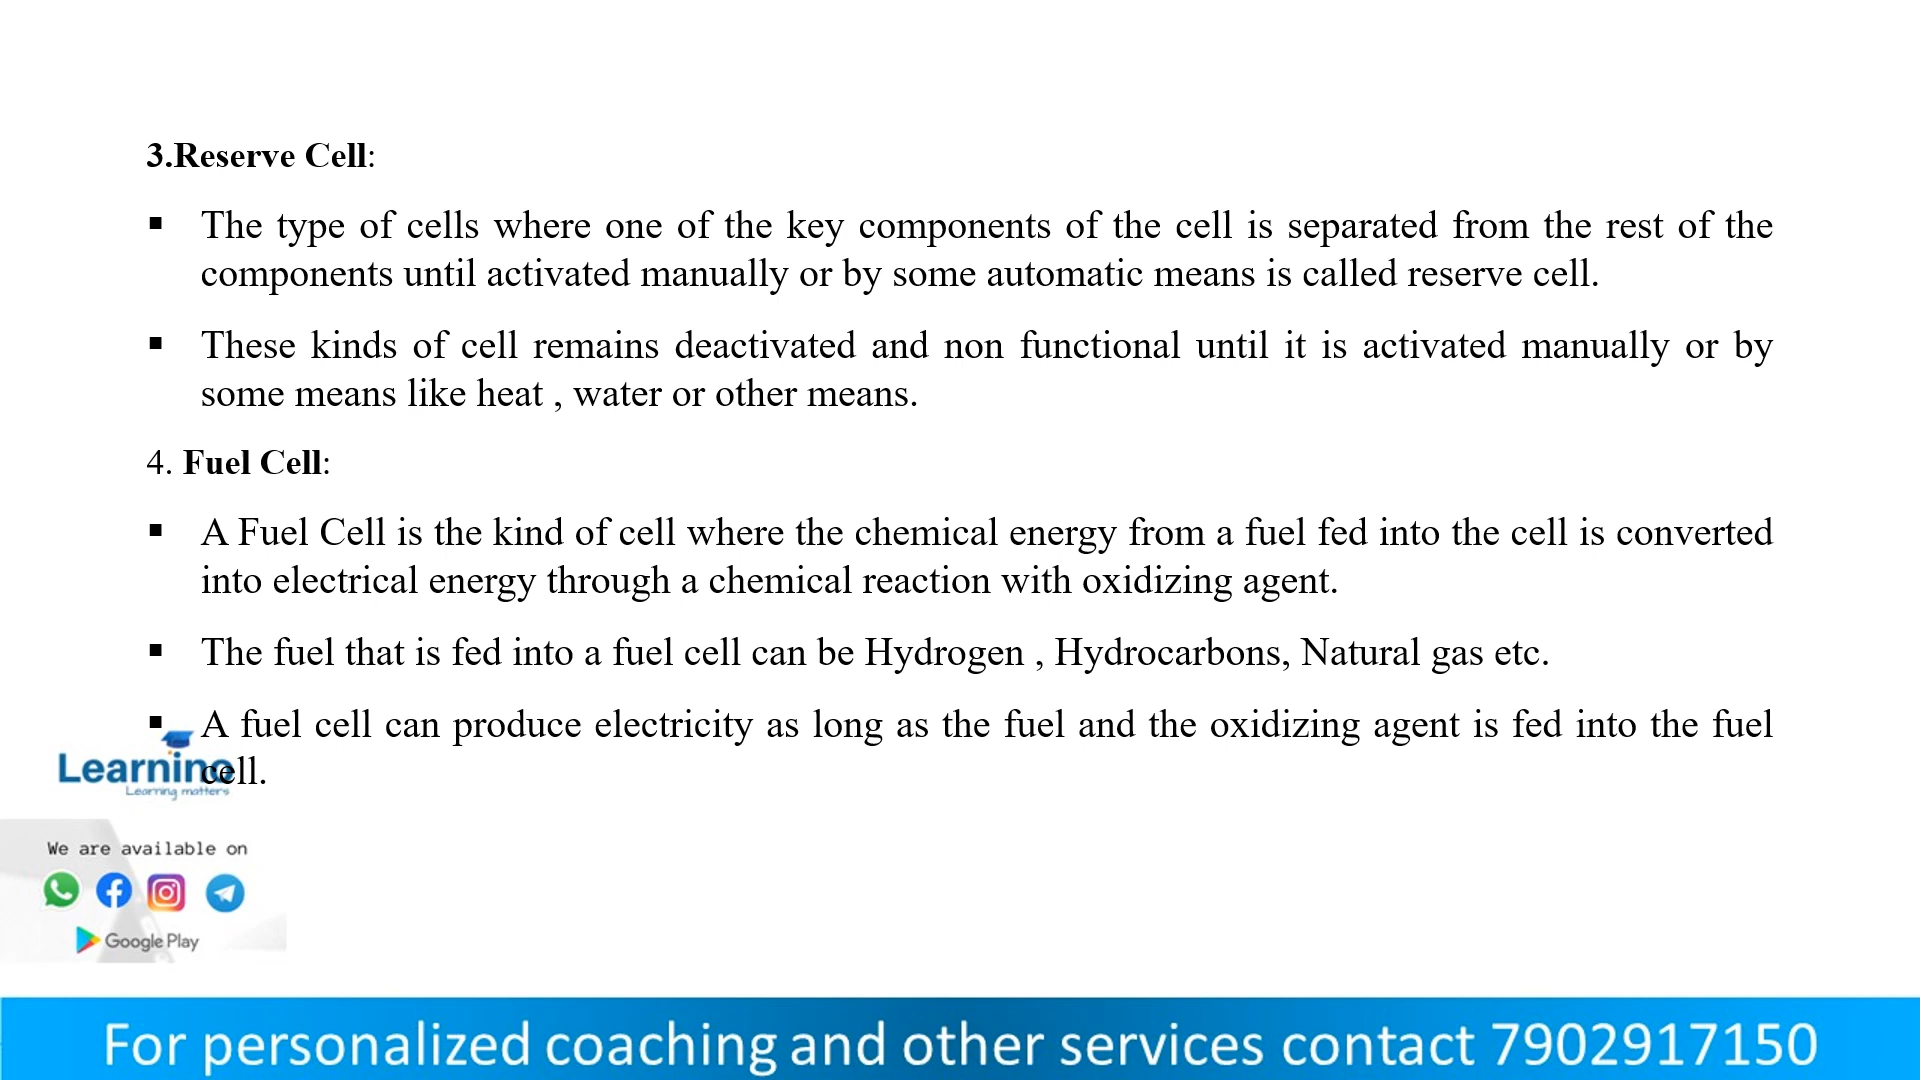 3.Reserve Cell:
▪ The type of cells where one of the key components of the cell is separated from the rest of the
components until activated manually or by some automatic means is called reserve cell.
▪ These kinds of cell remains deactivated and non functional until it is activated manually or by
some means like heat , water or other means.
4. Fuel Cell:
▪ A Fuel Cell is the kind of cell where the chemical energy from a fuel fed into the cell is converted
into electrical energy through a chemical reaction with oxidizing agent.
▪ The fuel that is fed into a fuel cell can be Hydrogen , Hydrocarbons, Natural gas etc.
▪ A fuel cell can produce electricity as long as the fuel and the oxidizing agent is fed into the fuel
cell.
Learning matters
We are available on
Google Play
For personalized coaching and other services contact 7902917150